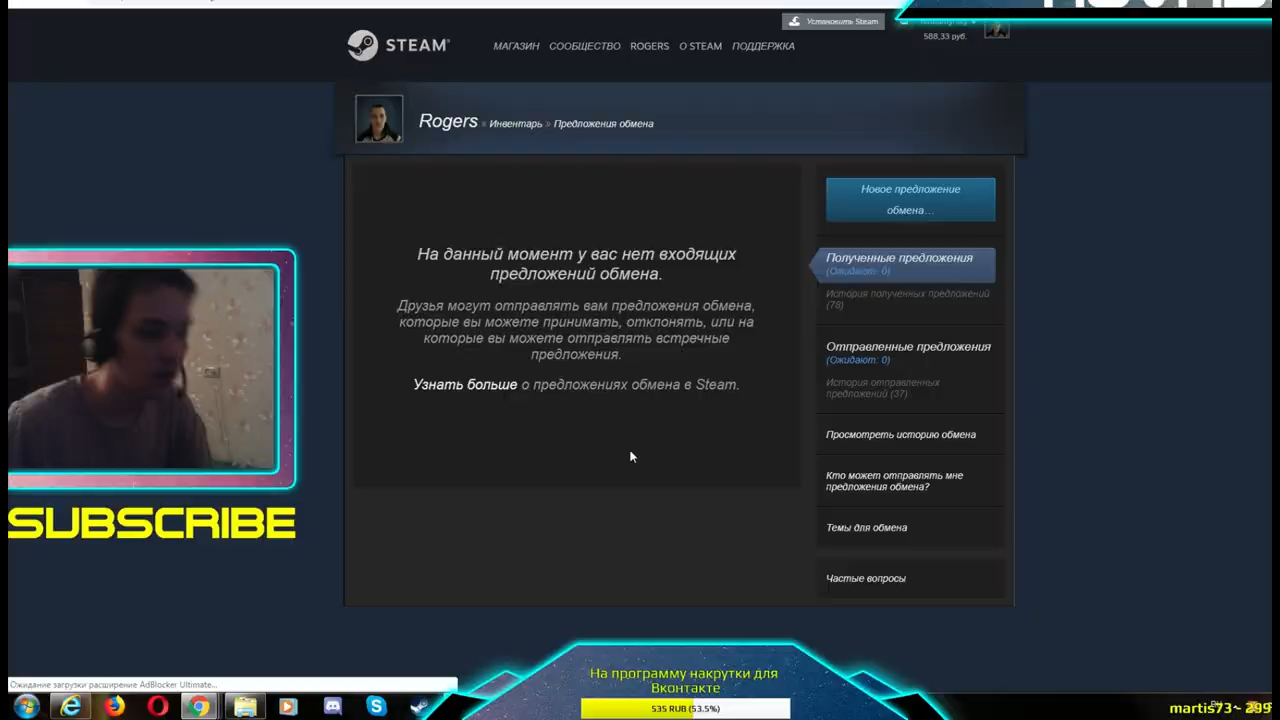 Установить Steam
588,33 руб.
STEAM®
МАГАЗИН СООБЩЕСТВО ROGERS О STEAM ПОДДЕРЖКА
Rogers » Инвентарь » Предложения обмена
Новое предложение
обмена…
На данный момент у вас нет входящих
предложений обмена.
Друзья могут отправлять вам предложения обмена,
которые вы можете принимать, отклонять, или на
которые вы можете отправлять встречные
предложения.
Узнать больше о предложениях обмена в Steam.
Полученные предложения
(Ожидают: 0)
История полученных предложений
(78)
Отправленные предложения
(Ожидают: 0)
История отправленных
предложений (37)
Просмотреть историю обмена
Кто может отправлять мне
предложения обмена?
Темы для обмена
Частые вопросы
SUBSCRIBE
На программу накрутки для
Вконтакте
535 RUB (53.5%)
Ожидание загрузки расширение AdBlocker Ultimate...
martis73 ~ 299